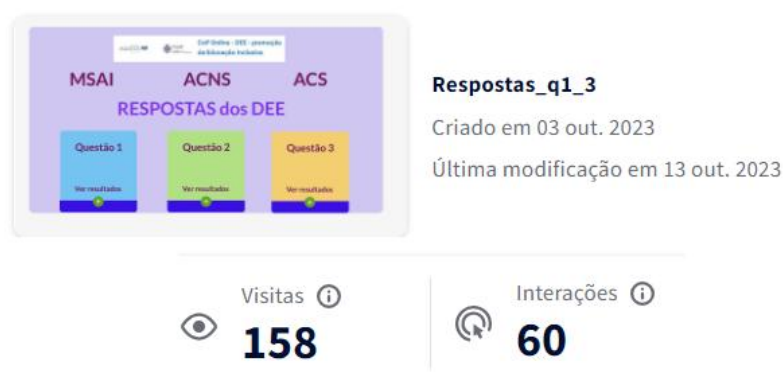 CoP Online - DEE - promoção
da Educação Inclusiva
MSAI ACNS ACS
RESPOSTAS dos DEE
Questão 1 Questão 2 Questão 3
Ver resultados Ver resultados Ver resultados
Respostas_q1_3
Criado em 03 out. 2023
Última modificação em 13 out. 2023
Visitas
158
Interações
60